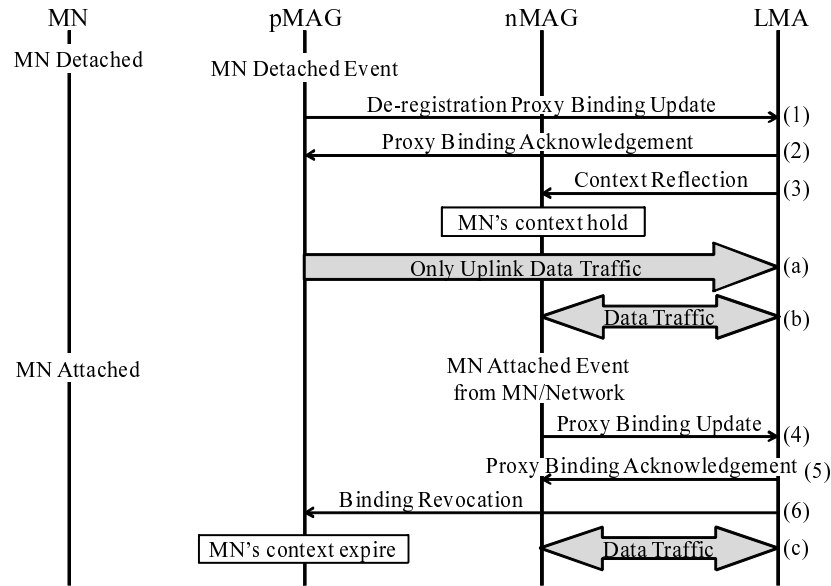 MN pMAG nMAG LMA
MN Detached
MN Detached Event
De-registration Proxy Binding Update (1)
Proxy Binding Acknowledgement (2)
Context Reflection (3)
MN's context hold
Only Uplink Data Traffic (a)
Data Traffic (b)
MN Attached
MN Attached Event
from MN/Network
Proxy Binding Update (4)
Proxy Binding Acknowledgement (5)
Binding Revocation (6)
MN's context expire
Data Traffic (c)